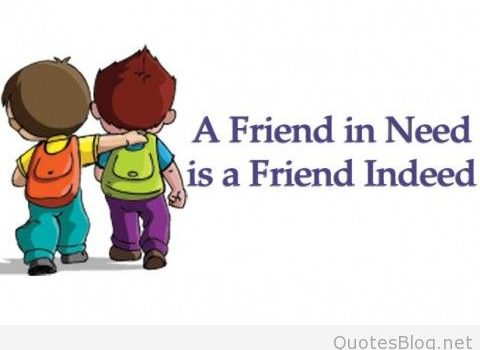 A Friend in Need
is a Friend Indeed
QuotesBlog.net